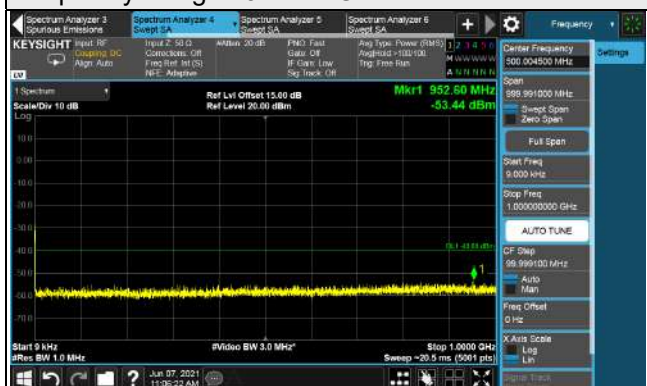 Spectrum Analyzer 3
Spurious Emissions
Spectrum Analyzer 4
Swept SA
Spectrum Analyzer 5
Swept SA
Spectrum Analyzer 6
Swept SA
+
Frequency
KEYSIGHT
Input: RF
Coupling: DC
Align: Auto
Input Z: 50 Ω
Corrections: Off
Freq Ref: Int (S)
NFE: Adaptive
#Atten: 20 dB
PNO: Fast
Gate: Off
IF Gain: Low
Sig Track: Off
Avg Type: Power (RMS)
Avg|Hold: >100/100
Trig: Free Run
1 2 3 4 5 6
M W W W W W
A N N N N N
Center Frequency
500.004500 MHz
Settings
Span
999.991000 MHz
Swept Span
Zero Span
Full Span
Start Freq
9.000 kHz
Stop Freq
1.000000000 GHz
AUTO TUNE
CF Step
99.999100 MHz
Auto
Man
Freq Offset
0 Hz
X Axis Scale
Log
Lin
Signal Track
1 Spectrum
Scale/Div 10 dB
Log
Ref Lvl Offset 15.00 dB
Ref Level 20.00 dBm
Mkr1 952.60 MHz
-53.44 dBm
10.0
0.00
-10.0
-20.0
-30.0
-40.0
-50.0
-60.0
-70.0
1
Start 9 kHz
#Res BW 1.0 MHz
#Video BW 3.0 MHz*
Stop 1.0000 GHz
Sweep ~20.5 ms (5001 pts)
?
Jun 07, 2021
11:06:22 AM